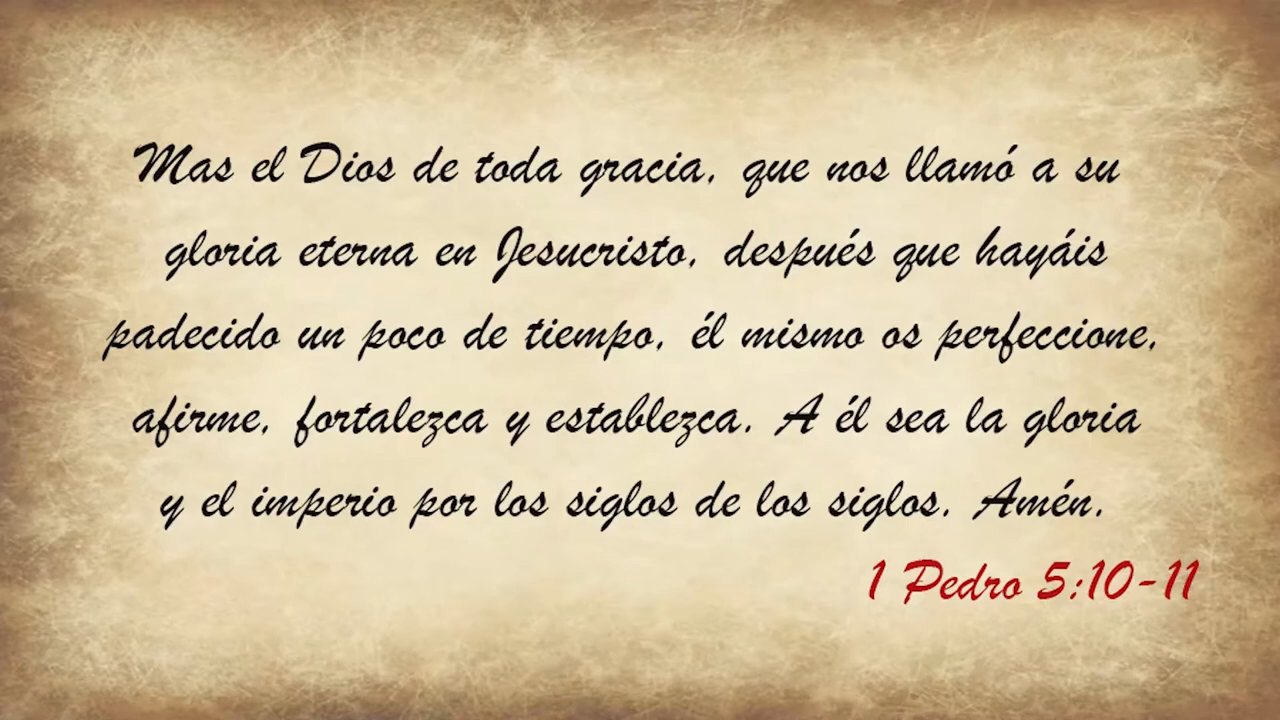 Mas el Dios de toda gracia, que nos llamó a su
gloria eterna en Jesucristo, después que hayáis
padecido un poco de tiempo, él mismo os perfeccione,
afirme, fortalezca y establezca. A él sea la gloria
y el imperio por los siglos de los siglos. Amén.
1 Pedro 5:10-11